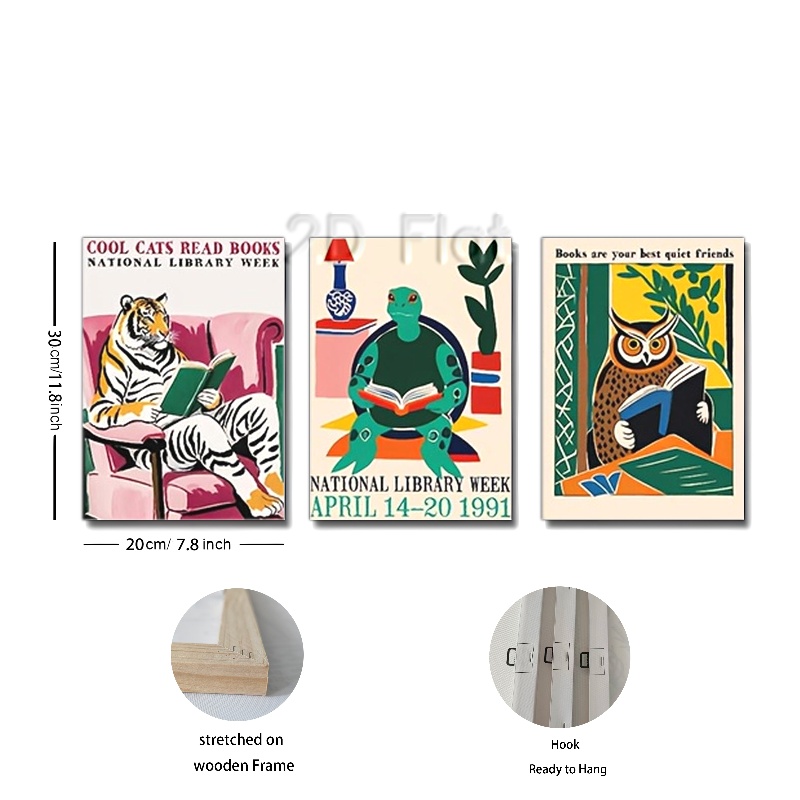 2D Flat
COOL CATS READ BOOKS
NATIONAL LIBRARY WEEK
NATIONAL LIBRARY WEEK
APRIL 14–20 1991
Books are your best quiet friends
30cm/11.8inch
20cm/ 7.8 inch
stretched on
wooden Frame
Hook
Ready to Hang